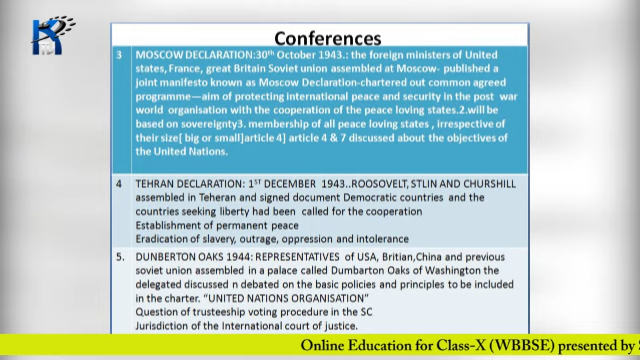 Conferences
3 MOSCOW DECLARATION:30th October 1943.: the foreign ministers of United
states, France, great Britain Soviet union assembled at Moscow- published a
joint manifesto known as Moscow Declaration-chartered out common agreed
programme—aim of protecting international peace and security in the post war
world organisation with the cooperation of the peace loving states.2.will be
based on sovereignty3. membership of all peace loving states , irrespective of
their size[ big or small]article 4] article 4 & 7 discussed about the objectives of
the United Nations.
4 TEHRAN DECLARATION: 1ST DECEMBER 1943..ROOSOVELT, STLIN AND CHURSHILL
assembled in Teheran and signed document Democratic countries and the
countries seeking liberty had been called for the cooperation
Establishment of permanent peace
Eradication of slavery, outrage, oppression and intolerance
5. DUNBERTON OAKS 1944: REPRESENTATIVES of USA, Britian,China and previous
soviet union assembled in a palace called Dumbarton Oaks of Washington the
delegated discussed n debated on the basic policies and principles to be included
in the charter. “UNITED NATIONS ORGANISATION”
Question of trusteeship voting procedure in the SC
Jurisdiction of the International court of justice.
Online Education for Class-X (WBBSE) presented by